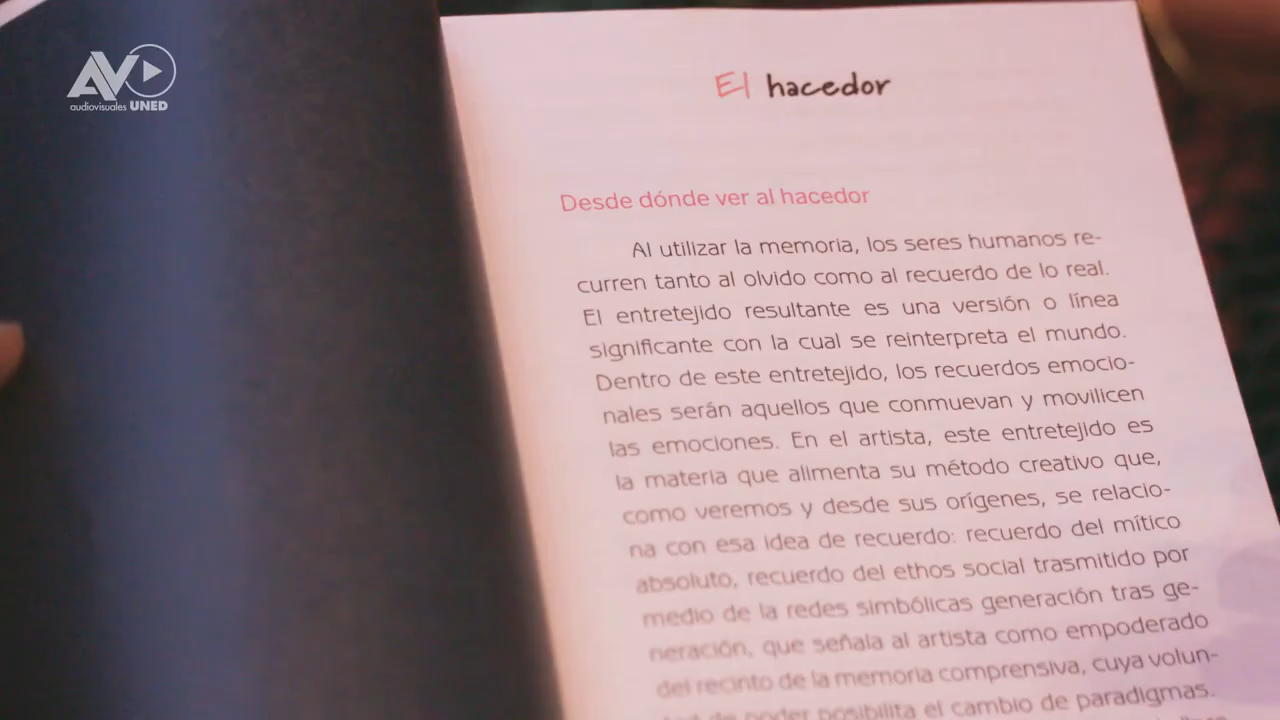 AV
audiovisuales UNED
El hacedor
Desde dónde ver al hacedor
Al utilizar la memoria, los seres humanos re-
curren tanto al olvido como al recuerdo de lo real.
El entretejido resultante es una versión o línea
significante con la cual se reinterpreta el mundo.
Dentro de este entretejido, los recuerdos emocio-
nales serán aquellos que conmuevan y movilicen
las emociones. En el artista, este entretejido es
la materia que alimenta su método creativo que,
como veremos y desde sus orígenes, se relacio-
na con esa idea de recuerdo: recuerdo del mítico
absoluto, recuerdo del ethos social trasmitido por
medio de la redes simbólicas generación tras ge-
neración, que señala al artista como empoderado
del recinto de la memoria comprensiva, cuya volun-
tad de poder posibilita el cambio de paradigmas.